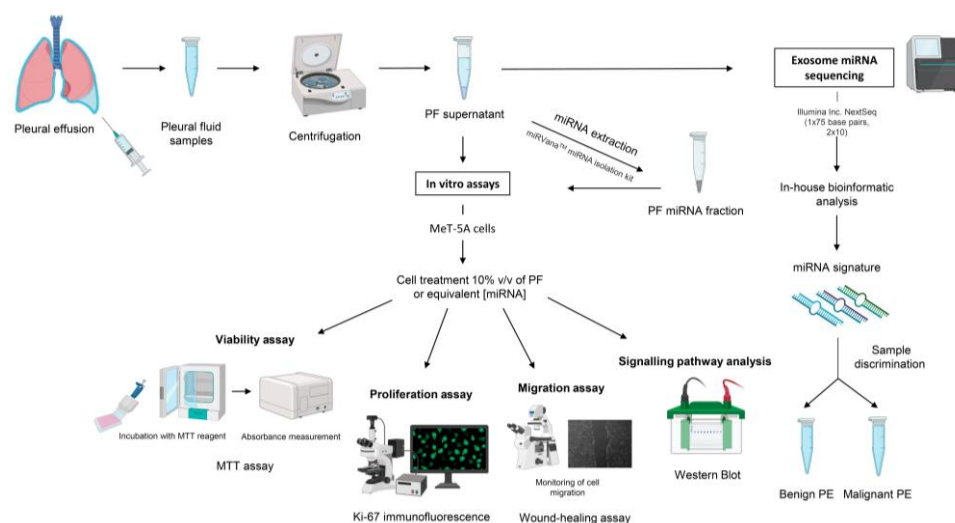 Pleural effusion
Pleural fluid
samples
Centrifugation
PF supernatant
Exosome miRNA
sequencing
Illumina Inc. NextSeq
(1x75 base pairs,
2x10)
miRNA extraction
miRVana™ miRNA isolation kit
PF miRNA fraction
In vitro assays
MeT-5A cells
Cell treatment 10% v/v of PF
or equivalent [miRNA]
In-house bioinformatic
analysis
miRNA signature
Sample
discrimination
Benign PE
Malignant PE
Viability assay
Incubation with MTT reagent
Absorbance measurement
MTT assay
Proliferation assay
Ki-67 immunofluorescence
Migration assay
Monitoring of cell
migration
Wound-healing assay
Signalling pathway analysis
Western Blot